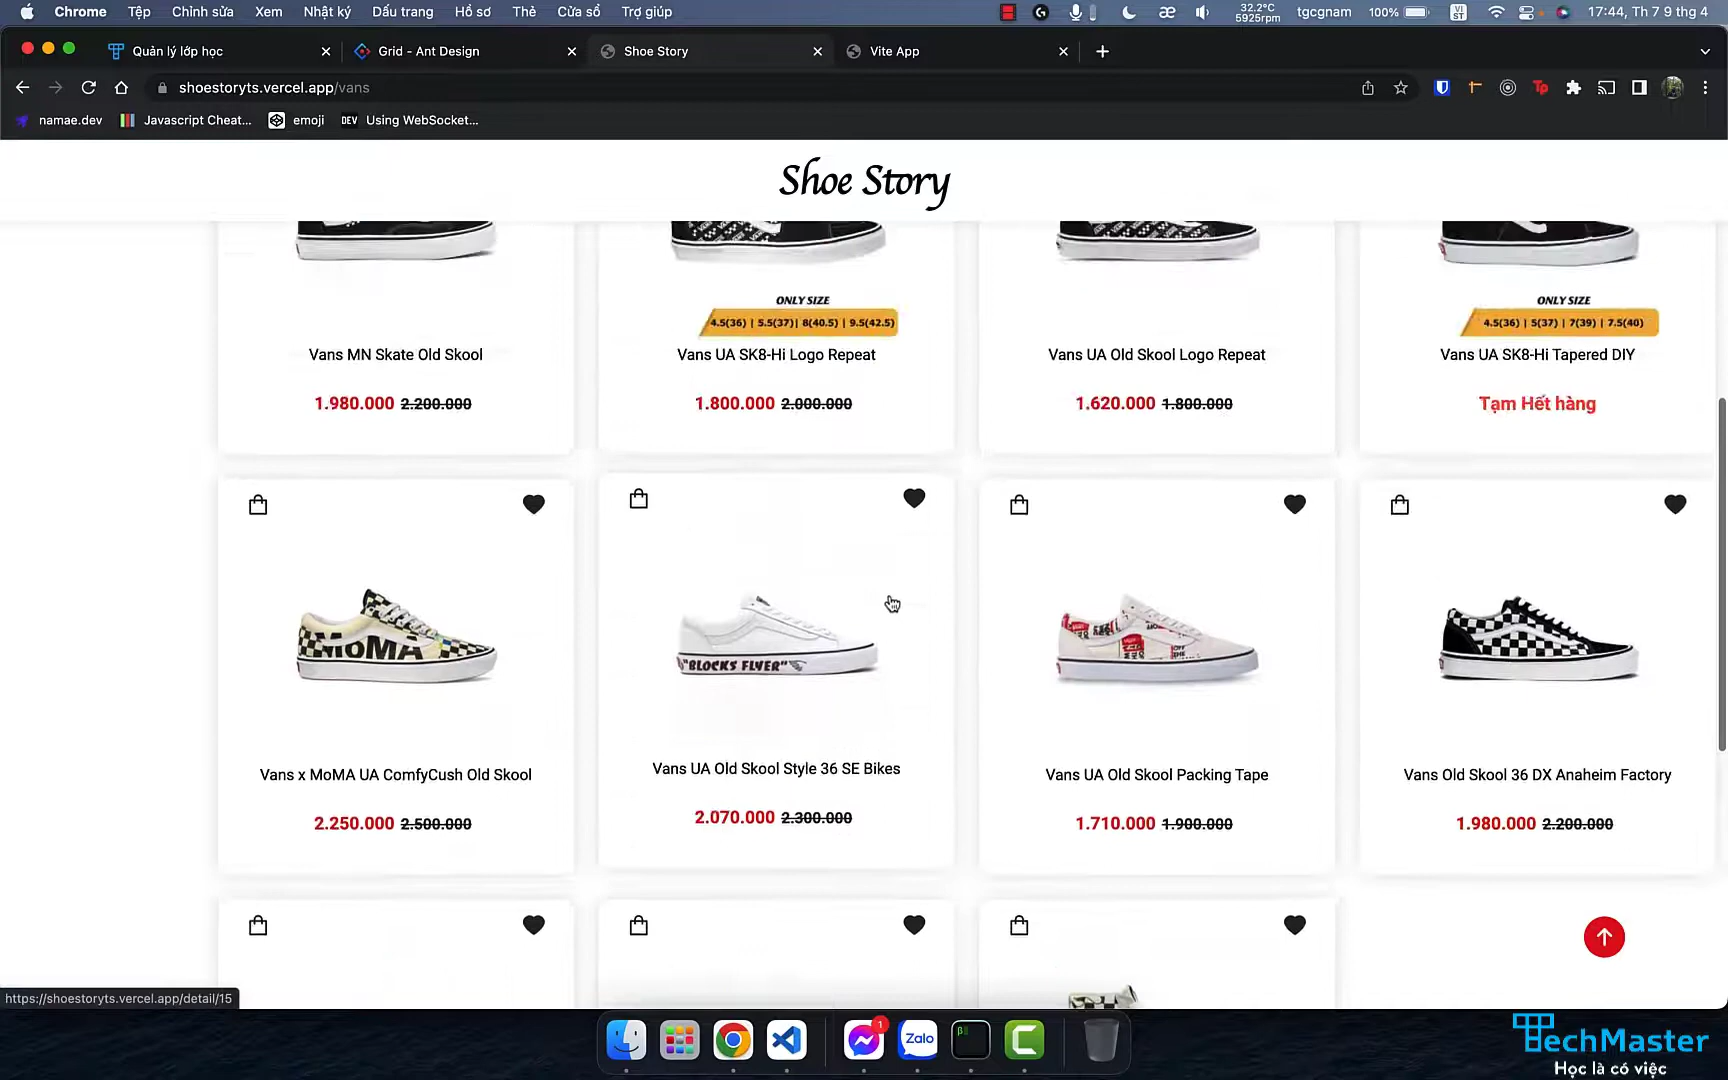 Chrome Tệp Chỉnh sửa Xem Nhật ký Dấu trang Hồ sơ Thẻ Cửa sổ Trợ giúp 32.2°C 5925rpm æ tgcgnam 100% VI ST 17:44, Th 7 9 thg 4
Quản lý lớp học Grid - Ant Design Shoe Story Vite App
shoestoryts.vercel.app/vans
namae.dev Javascript Cheat... emoji DEV Using WebSocket...
Shoe Story
ONLY SIZE ONLY SIZE
4.5(36) | 5.5(37)| 8(40.5) | 9.5(42.5) 4.5(36) | 5(37) | 7(39) | 7.5(40)
Vans MN Skate Old Skool Vans UA SK8-Hi Logo Repeat Vans UA Old Skool Logo Repeat Vans UA SK8-Hi Tapered DIY
1.980.000 2.200.000 1.800.000 2.000.000 1.620.000 1.800.000 Tạm Hết hàng
MoMA "BLOCKS FLYER"
Vans x MoMA UA ComfyCush Old Skool Vans UA Old Skool Style 36 SE Bikes Vans UA Old Skool Packing Tape Vans Old Skool 36 DX Anaheim Factory
2.250.000 2.500.000 2.070.000 2.300.000 1.710.000 1.900.000 1.980.000 2.200.000
https://shoestoryts.vercel.app/detail/15
1
Zalo
TechMaster
Học là có việc